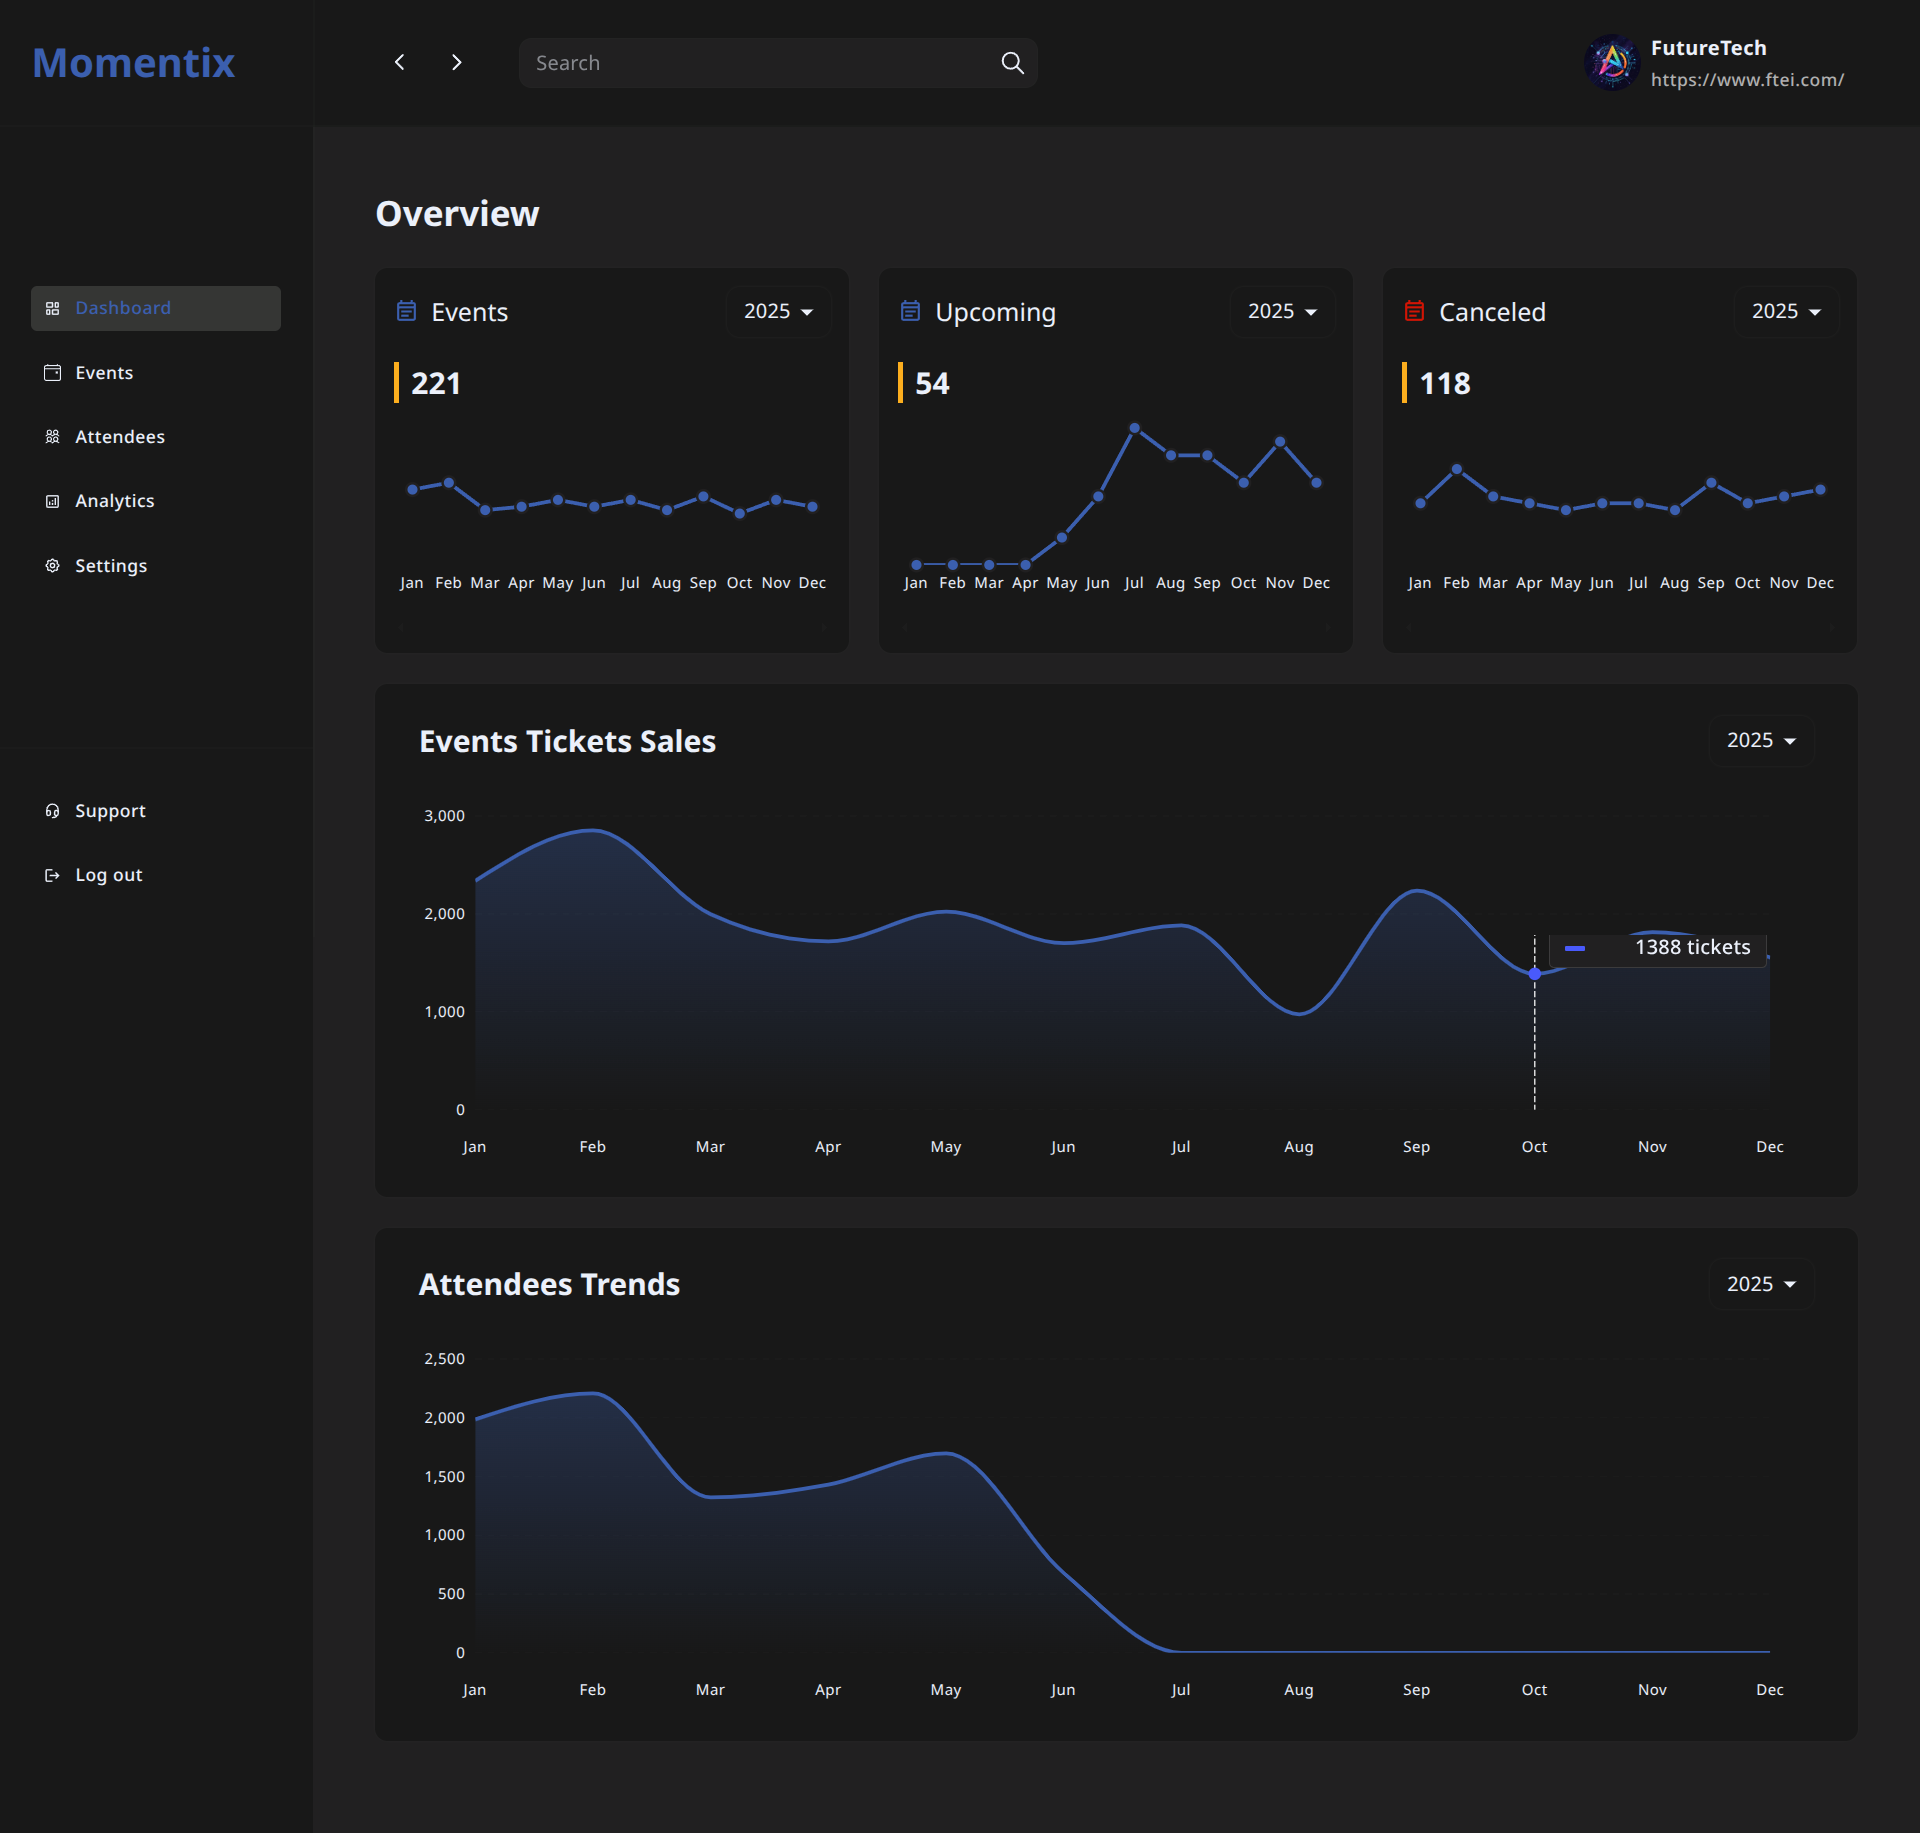 Momentix
Search
FutureTech
https://www.ftei.com/
Dashboard
Events
Attendees
Analytics
Settings
Support
Log out
Overview
Events
2025
221
Jan Feb Mar Apr May Jun Jul Aug Sep Oct Nov Dec
Upcoming
2025
54
Jan Feb Mar Apr May Jun Jul Aug Sep Oct Nov Dec
Canceled
2025
118
Jan Feb Mar Apr May Jun Jul Aug Sep Oct Nov Dec
Events Tickets Sales
2025
3,000
2,000
1,000
0
1388 tickets
Jan Feb Mar Apr May Jun Jul Aug Sep Oct Nov Dec
Attendees Trends
2025
2,500
2,000
1,500
1,000
500
0
Jan Feb Mar Apr May Jun Jul Aug Sep Oct Nov Dec